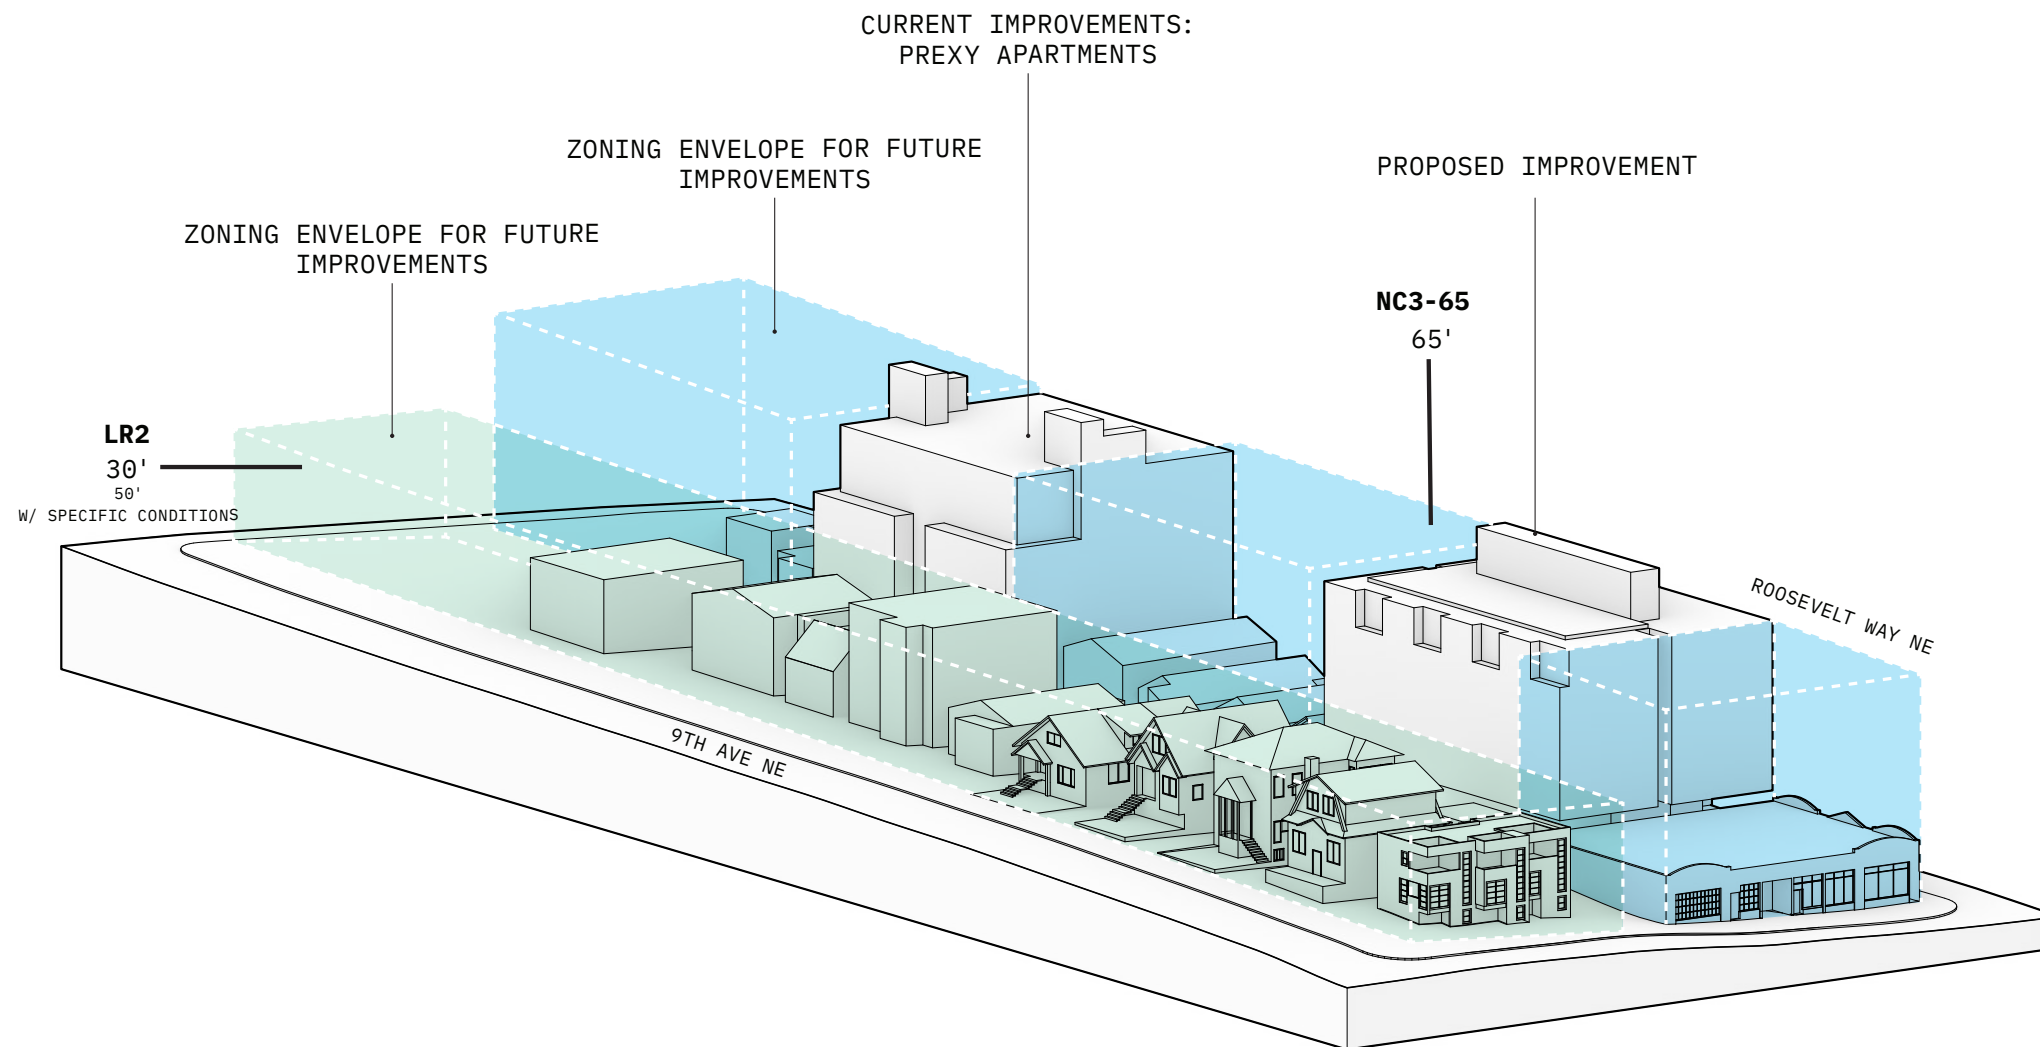 CURRENT IMPROVEMENTS:
PREXY APARTMENTS
ZONING ENVELOPE FOR FUTURE
IMPROVEMENTS
PROPOSED IMPROVEMENT
ZONING ENVELOPE FOR FUTURE
IMPROVEMENTS
NC3-65
65'
LR2
30'
50'
W/ SPECIFIC CONDITIONS
ROOSEVELT WAY NE
9TH AVE NE